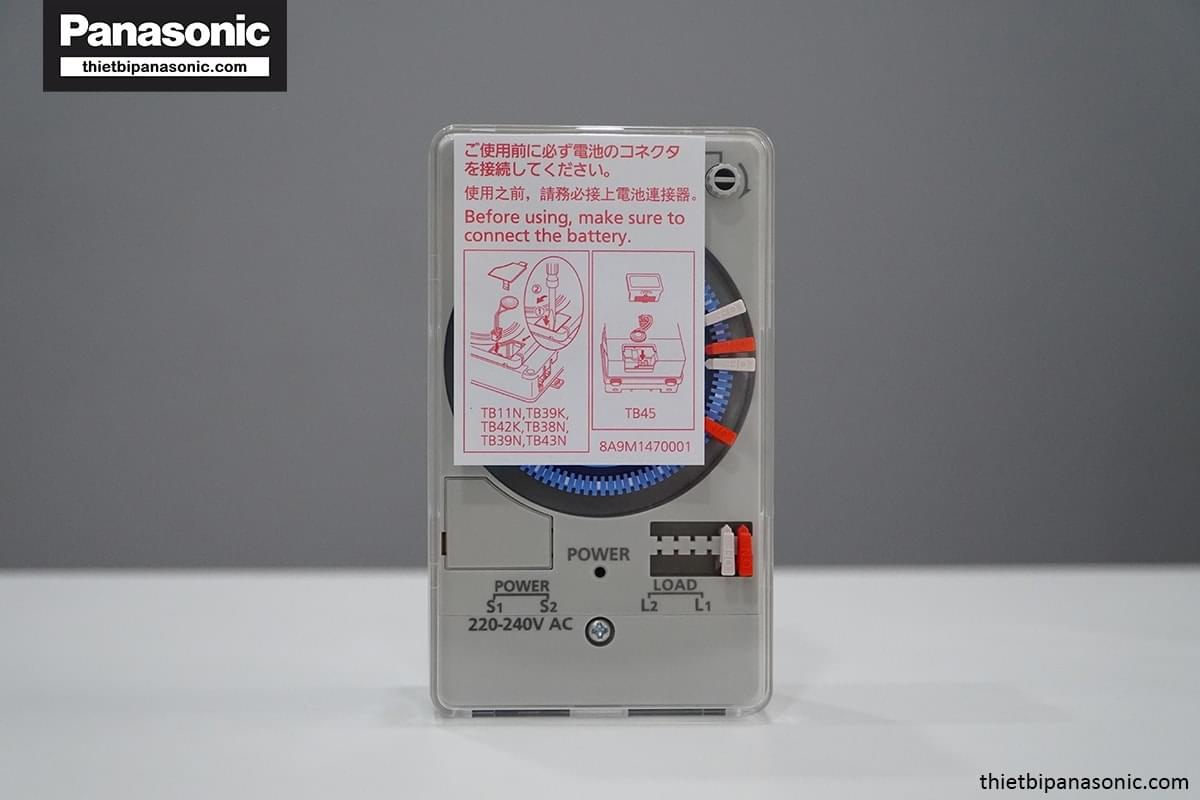 Panasonic
thietbipanasonic.com
ご使用前に必ず電池のコネクタ
を接続してください。
使用之前，請務必接上電池連接器。
Before using, make sure to
connect the battery.
②
①
TB11N,TB39K,
TB42K,TB38N,
TB39N,TB43N
TB45
8A9M1470001
POWER
POWER
S1 S2
220-240V AC
LOAD
L2 L1
thietbipanasonic.com